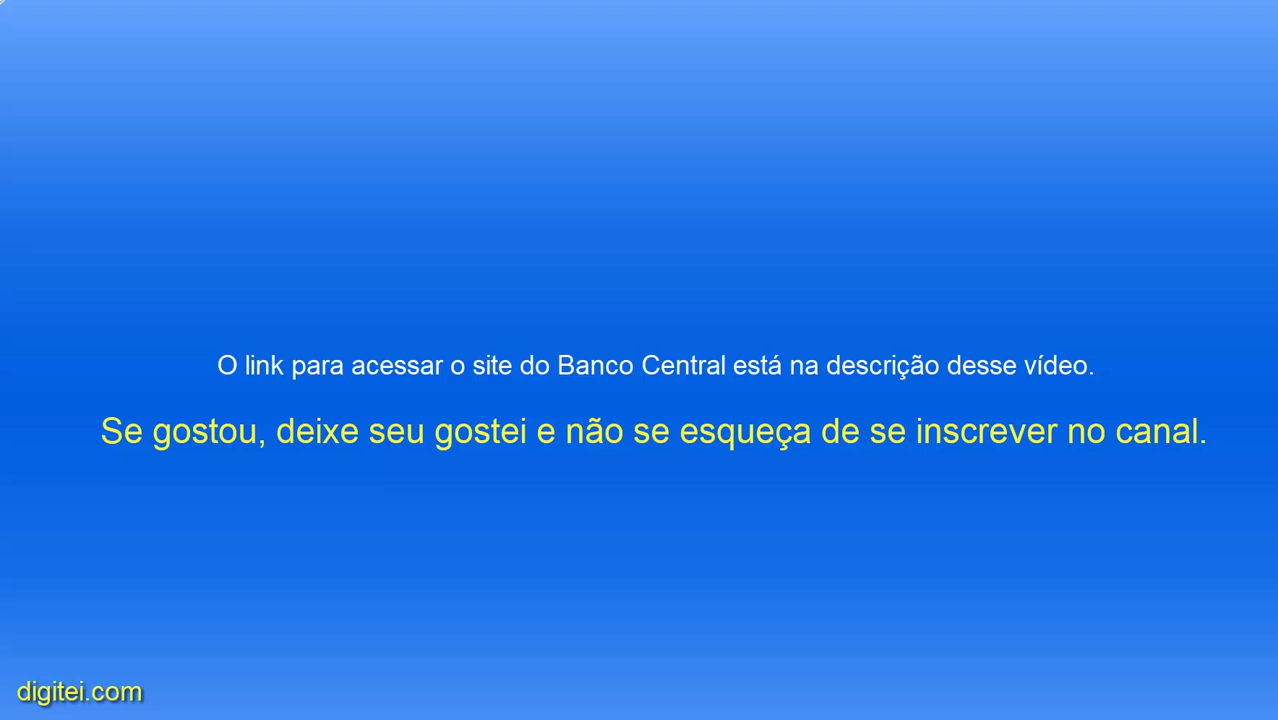 O link para acessar o site do Banco Central está na descrição desse vídeo.
Se gostou, deixe seu gostei e não se esqueça de se inscrever no canal.
digitei.com